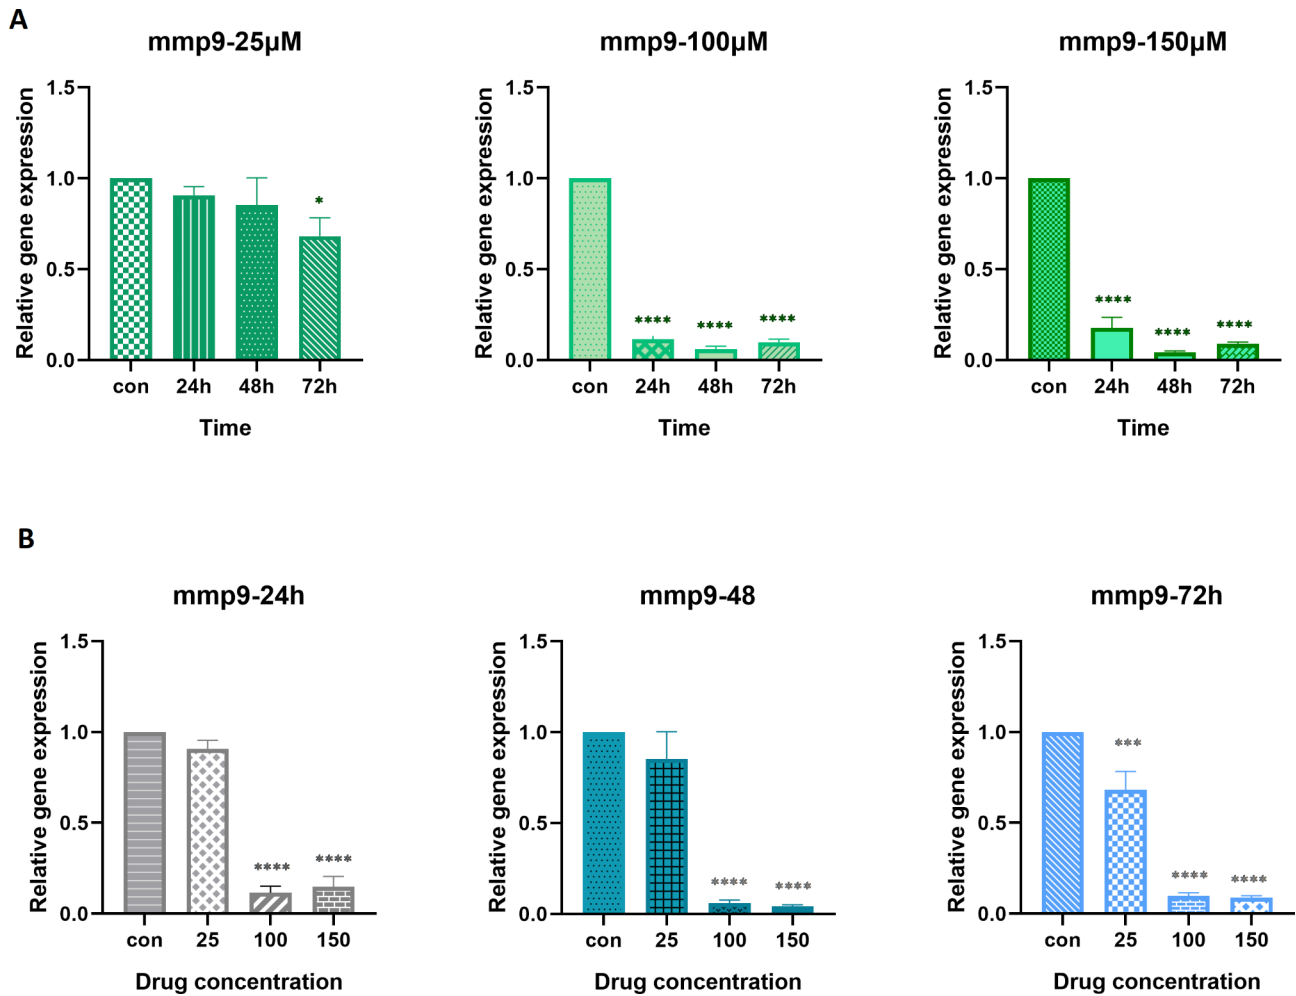 A
mmp9-25μM
mmp9-100μM
mmp9-150μM
Relative gene expression
1.5
1.0
0.5
0.0
*
con 24h 48h 72h
Time
Relative gene expression
1.5
1.0
0.5
0.0
**** **** ****
con 24h 48h 72h
Time
Relative gene expression
1.5
1.0
0.5
0.0
**** **** ****
con 24h 48h 72h
Time
B
mmp9-24h
mmp9-48
mmp9-72h
Relative gene expression
1.5
1.0
0.5
0.0
**** ****
con 25 100 150
Drug concentration
Relative gene expression
1.5
1.0
0.5
0.0
**** ****
con 25 100 150
Drug concentration
Relative gene expression
1.5
1.0
0.5
0.0
*** **** ****
con 25 100 150
Drug concentration